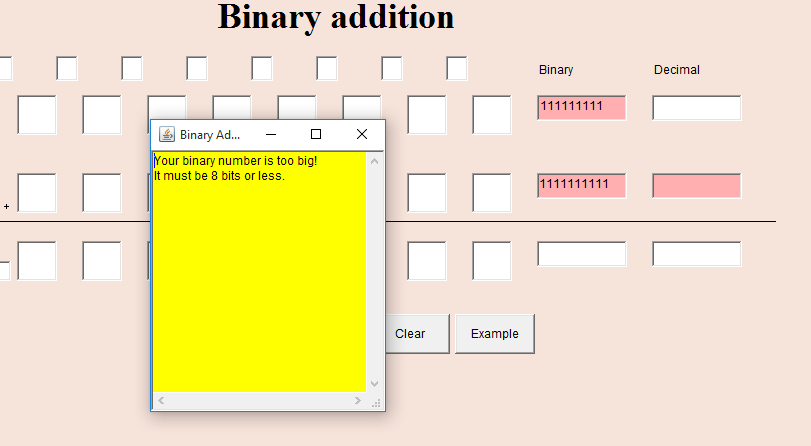 Binary addition
Binary Decimal
111111111
Binary Ad...
Your binary number is too big!
It must be 8 bits or less.
1111111111
+
Clear Example